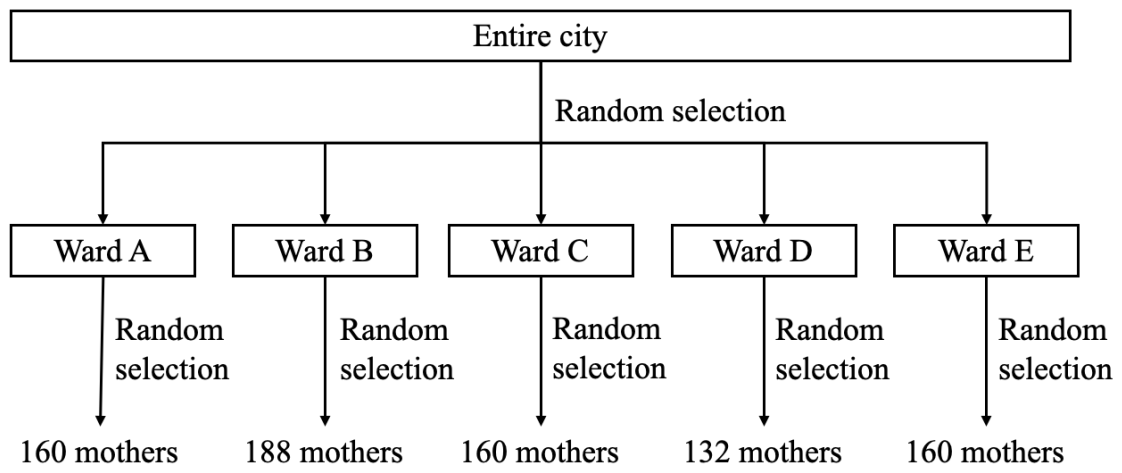 Entire city
Random selection
Ward A
Ward B
Ward C
Ward D
Ward E
Random
selection
Random
selection
Random
selection
Random
selection
Random
selection
160 mothers
188 mothers
160 mothers
132 mothers
160 mothers